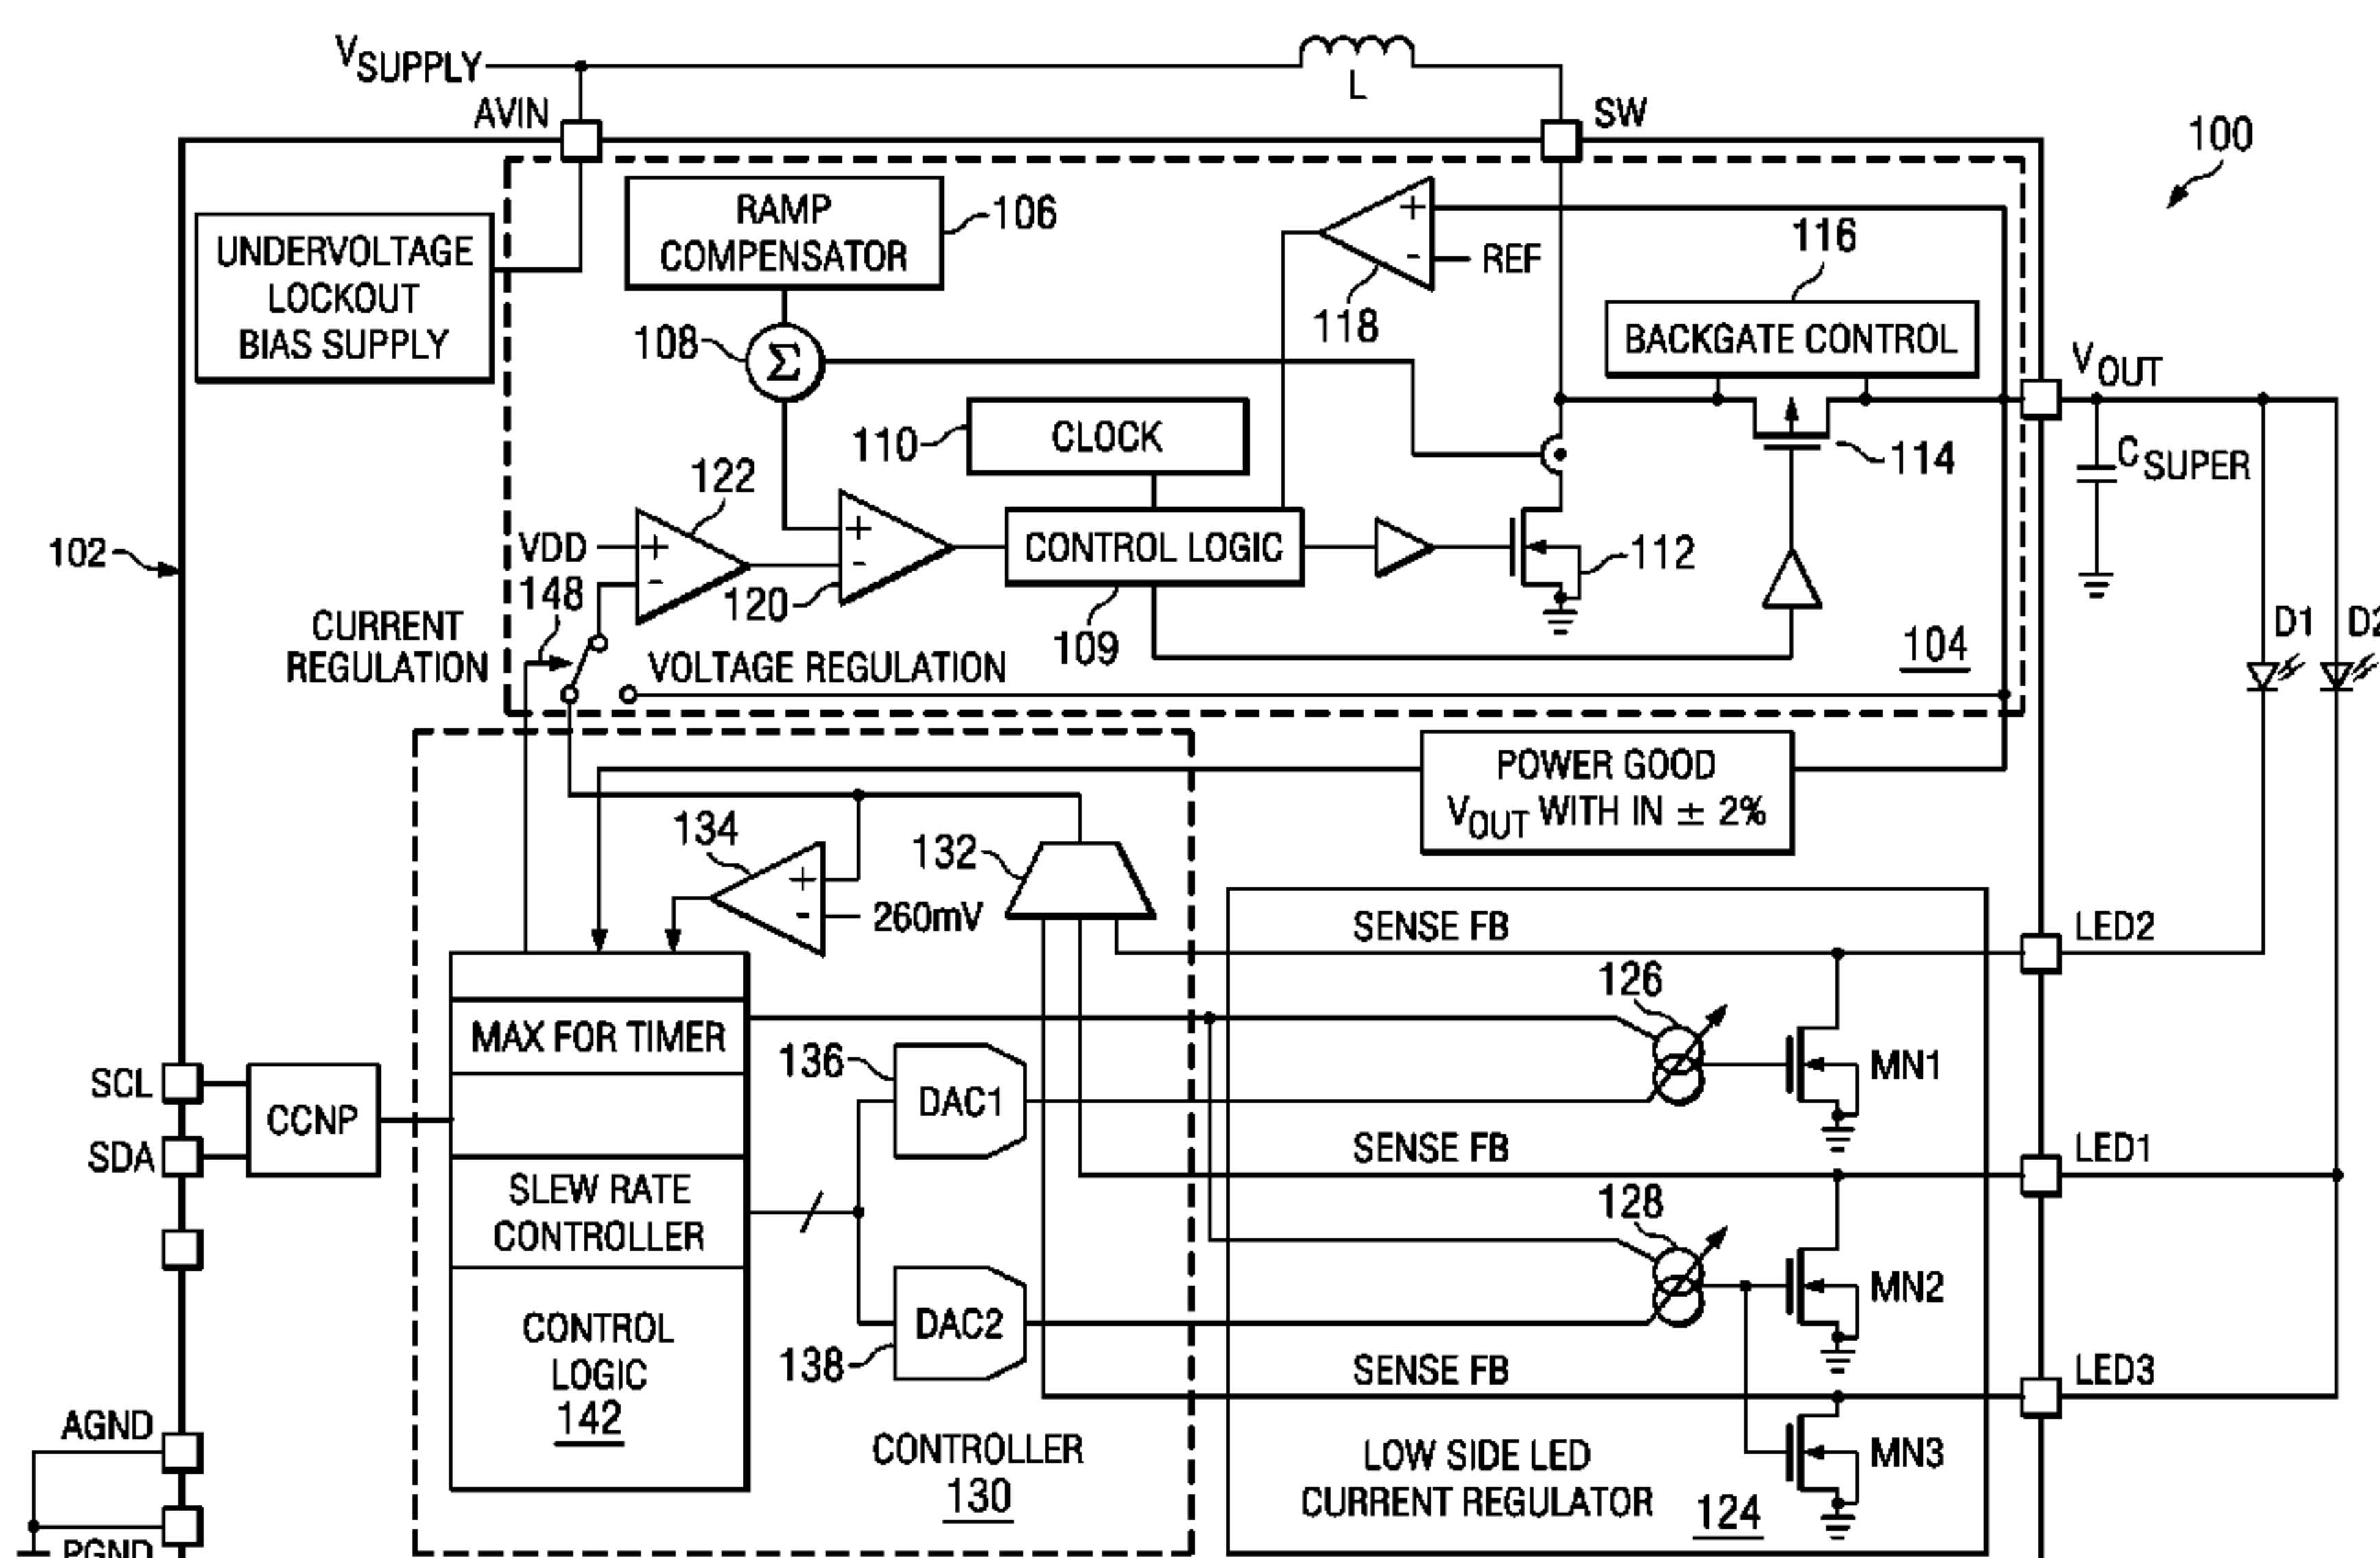 VSUPPLY
L
AVIN
SW
100
RAMP
COMPENSATOR
106
UNDERVOLTAGE
LOCKOUT
BIAS SUPPLY
+
-
REF
118
116
BACKGATE CONTROL
108
Σ
VOUT
110
CLOCK
114
CSUPER
122
VDD
+
-
120
+
-
CONTROL LOGIC
109
112
102
148
CURRENT
REGULATION
VOLTAGE REGULATION
104
D1
D2
POWER GOOD
VOUT WITH IN ± 2%
134
+
-
260mV
132
SENSE FB
LED2
126
MN1
MAX FOR TIMER
136
DAC1
SCL
SDA
CCNP
SENSE FB
LED1
SLEW RATE
CONTROLLER
128
MN2
DAC2
138
CONTROL
LOGIC
142
SENSE FB
LED3
AGND
PGND
CONTROLLER
130
LOW SIDE LED
CURRENT REGULATOR
124
MN3